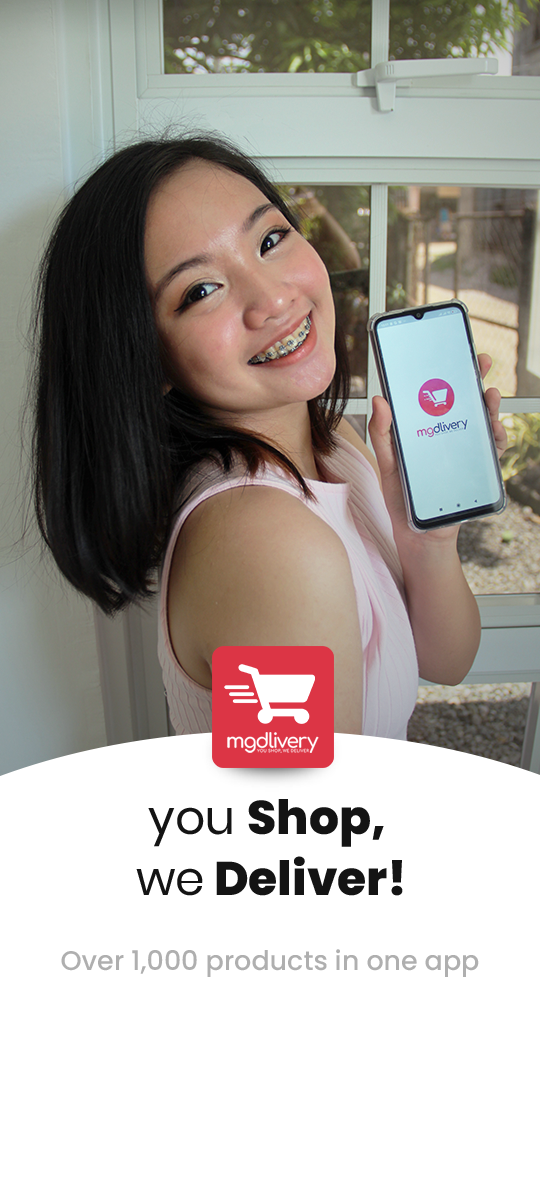 mgdlivery
mgdlivery
YOU SHOP, WE DELIVER
you Shop,
we Deliver!
Over 1,000 products in one app